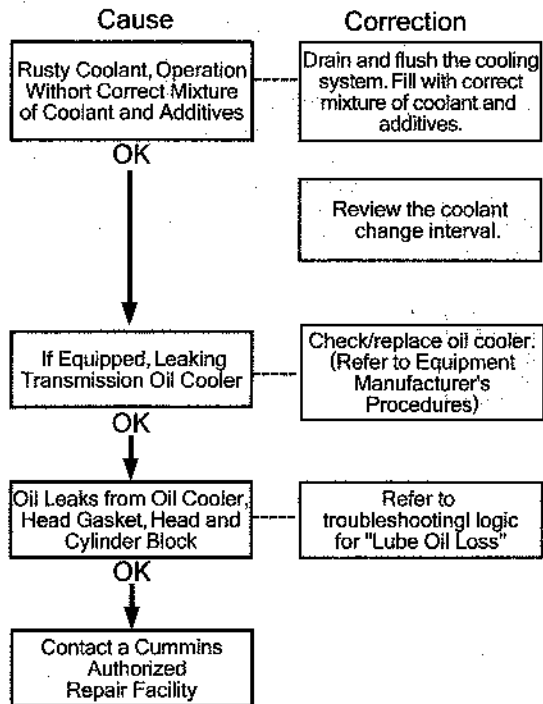 Cause
Correction
Rusty Coolant, Operation
Withort Correct Mixture
of Coolant and Additives
Drain and flush the cooling
system. Fill with correct
mixture of coolant and
additives.
OK
Review the coolant
change interval.
If Equipped, Leaking
Transmission Oil Cooler
Check/replace oil cooler.
(Refer to Equipment
Manufacturer's
Procedures)
OK
Oil Leaks from Oil Cooler,
Head Gasket, Head and
Cylinder Block
Refer to
troubleshootingl logic
for "Lube Oil Loss"
OK
Contact a Cummins
Authorized
Repair Facility